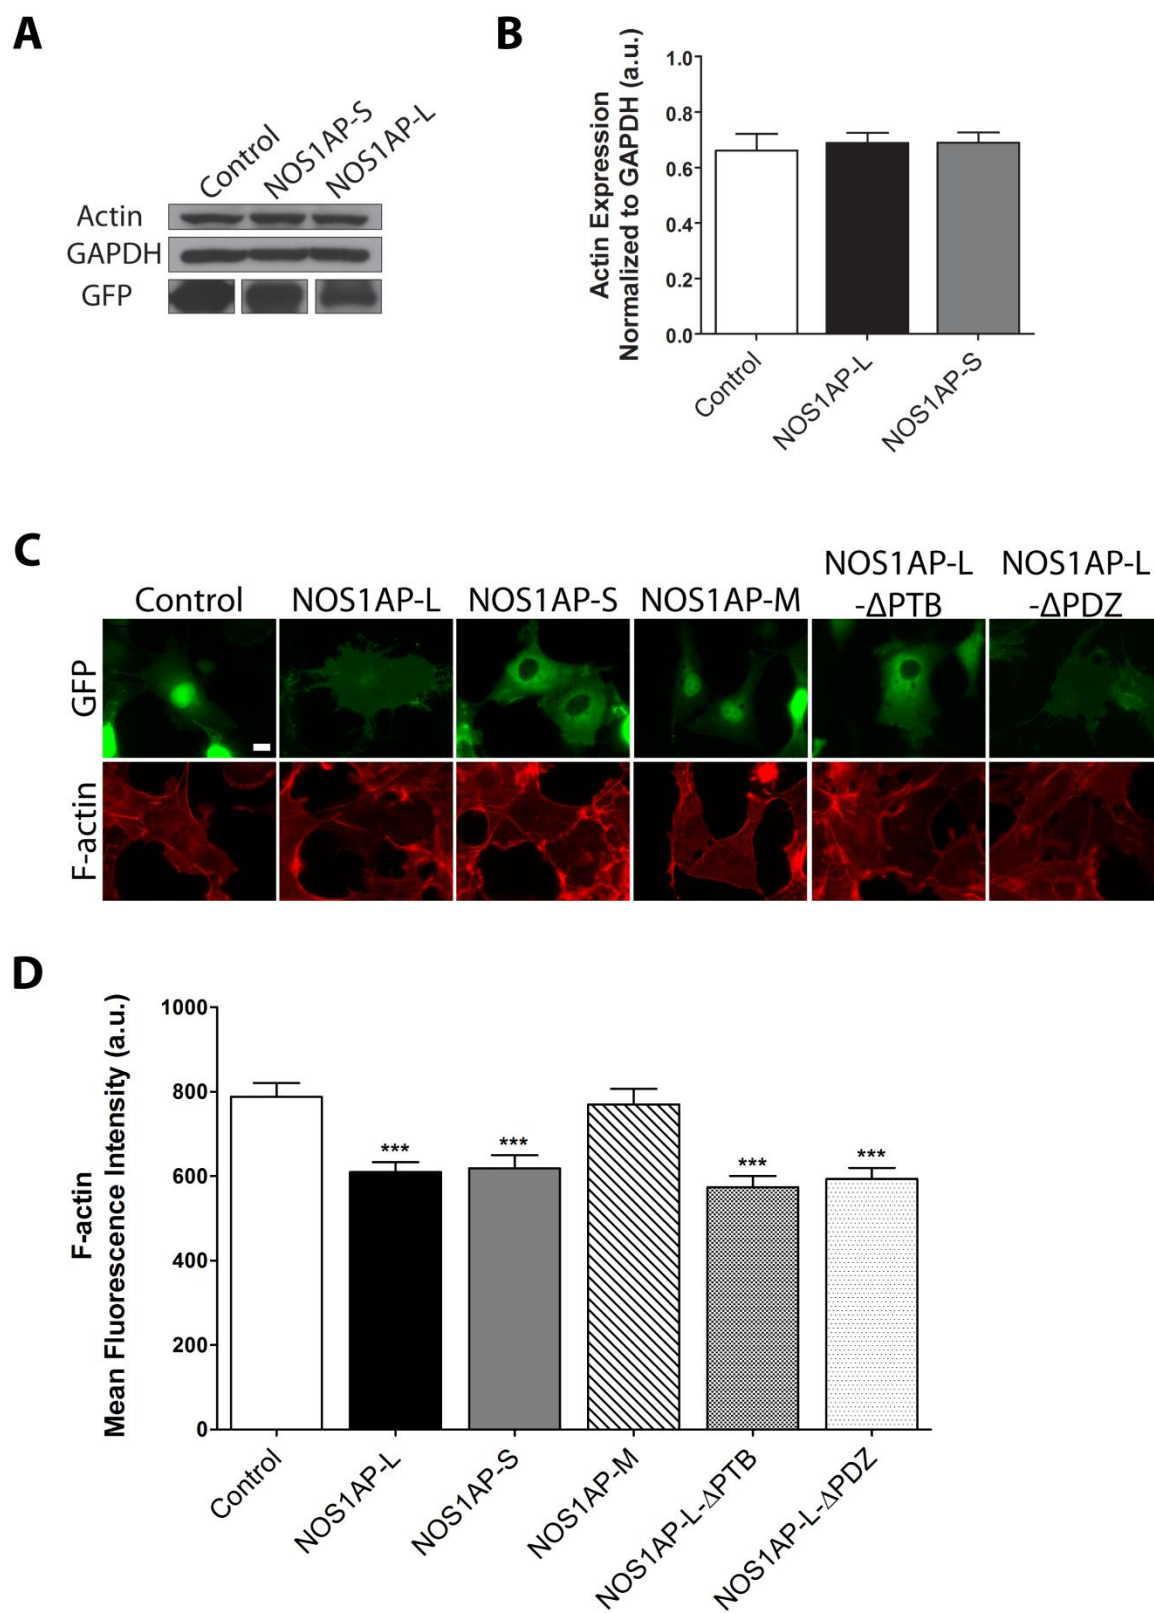 A
Control
NOS1AP-S
NOS1AP-L
Actin
GAPDH
GFP
B
Actin Expression
Normalized to GAPDH (a.u.)
1.0
0.8
0.6
0.4
0.2
0.0
Control
NOS1AP-L
NOS1AP-S
C
Control
NOS1AP-L
NOS1AP-S
NOS1AP-M
NOS1AP-L
-ΔPTB
NOS1AP-L
-ΔPDZ
GFP
F-actin
D
F-actin
Mean Fluorescence Intensity (a.u.)
1000
800
600
400
200
0
***
***
***
***
Control
NOS1AP-L
NOS1AP-S
NOS1AP-M
NOS1AP-L-ΔPTB
NOS1AP-L-ΔPDZ